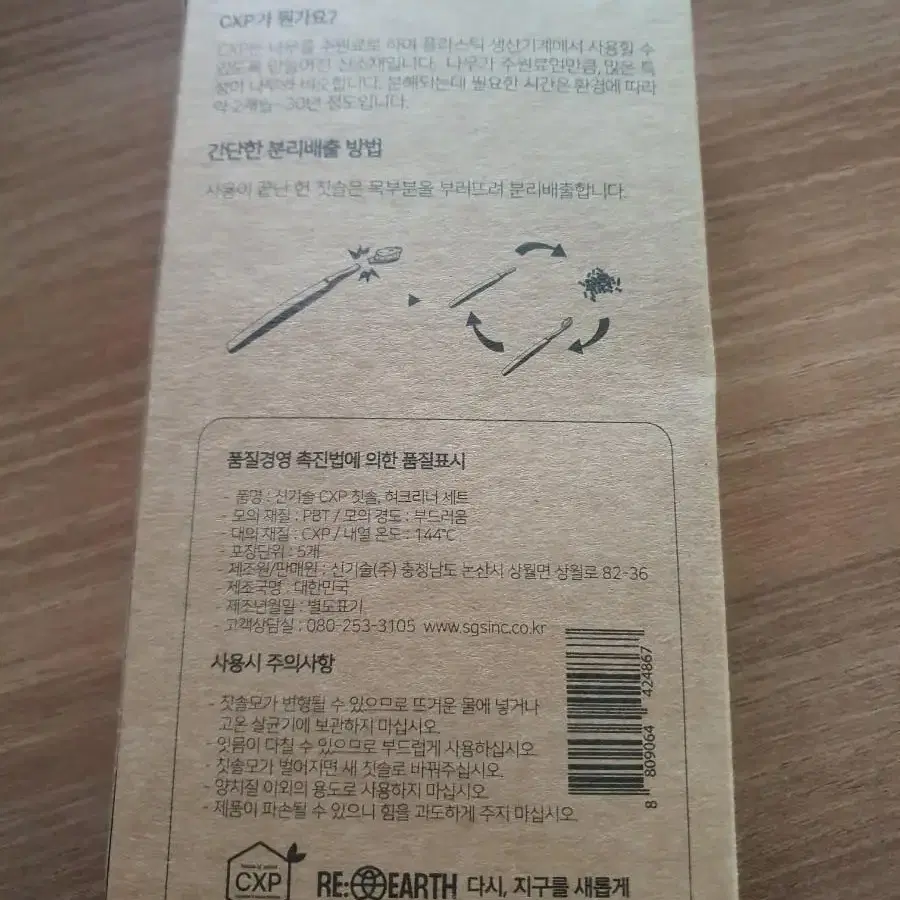 CXP가 뭔가요?
CXP란 나무를 주원료로 하여 플라스틱 생산기계에서 사용할 수
있도록 만들어진 신소재입니다. 나무가 주원료인만큼, 많은 특
징이 나무와 비슷합니다. 분해되는데 필요한 시간은 환경에 따라
약 2개월~30년 정도입니다.
간단한 분리배출 방법
사용이 끝난 헌 칫솔은 목부분을 부러뜨려 분리배출합니다.
품질경영 촉진법에 의한 품질표시
- 품명 : 신기술 CXP 칫솔, 혀크리너 세트
- 모의 재질 : PBT / 모의 경도 : 부드러움
- 대의 재질 : CXP / 내열 온도 : 144℃
- 포장단위 : 5개
- 제조원/판매원 : 신기술(주) 충청남도 논산시 상월면 상월로 82-36
- 제조국명 : 대한민국
- 제조년월일 : 별도표기
- 고객상담실 : 080-253-3105 www.sgsinc.co.kr
사용시 주의사항
- 칫솔모가 변형될 수 있으므로 뜨거운 물에 넣거나
고온 살균기에 보관하지 마십시오.
- 잇몸이 다칠 수 있으므로 부드럽게 사용하십시오
- 칫솔모가 벌어지면 새 칫솔로 바꿔주십시오.
- 양치질 이외의 용도로 사용하지 마십시오.
- 제품이 파손될 수 있으니 힘을 과도하게 주지 마십시오.
8 809064 424867
CXP
RE:EARTH 다시, 지구를 새롭게